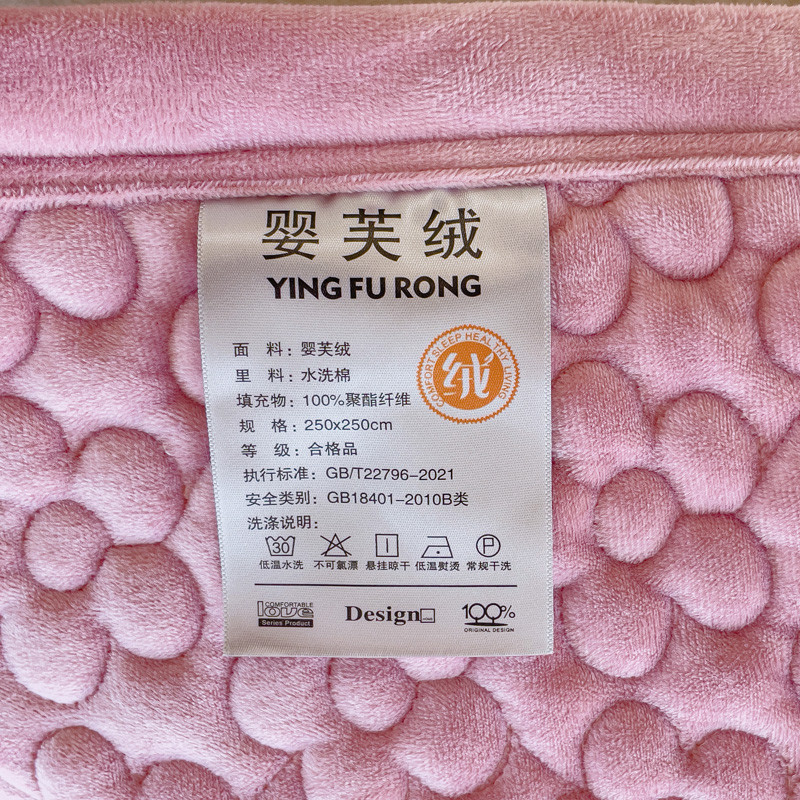 婴芙绒
YING FU RONG
面 料：婴芙绒
里 料：水洗棉
填充物：100%聚酯纤维
规 格：250x250cm
等 级：合格品
执行标准：GB/T22796-2021
安全类别：GB18401-2010B类
洗涤说明：
COMFORT SLEEP HEALTHY LIVING
绒
30
P
低温水洗 不可氯漂 悬挂晾干 低温熨烫 常规干洗
COMFORTABLE
love
Series Product
Design
100%
ORIGINAL DESIGN